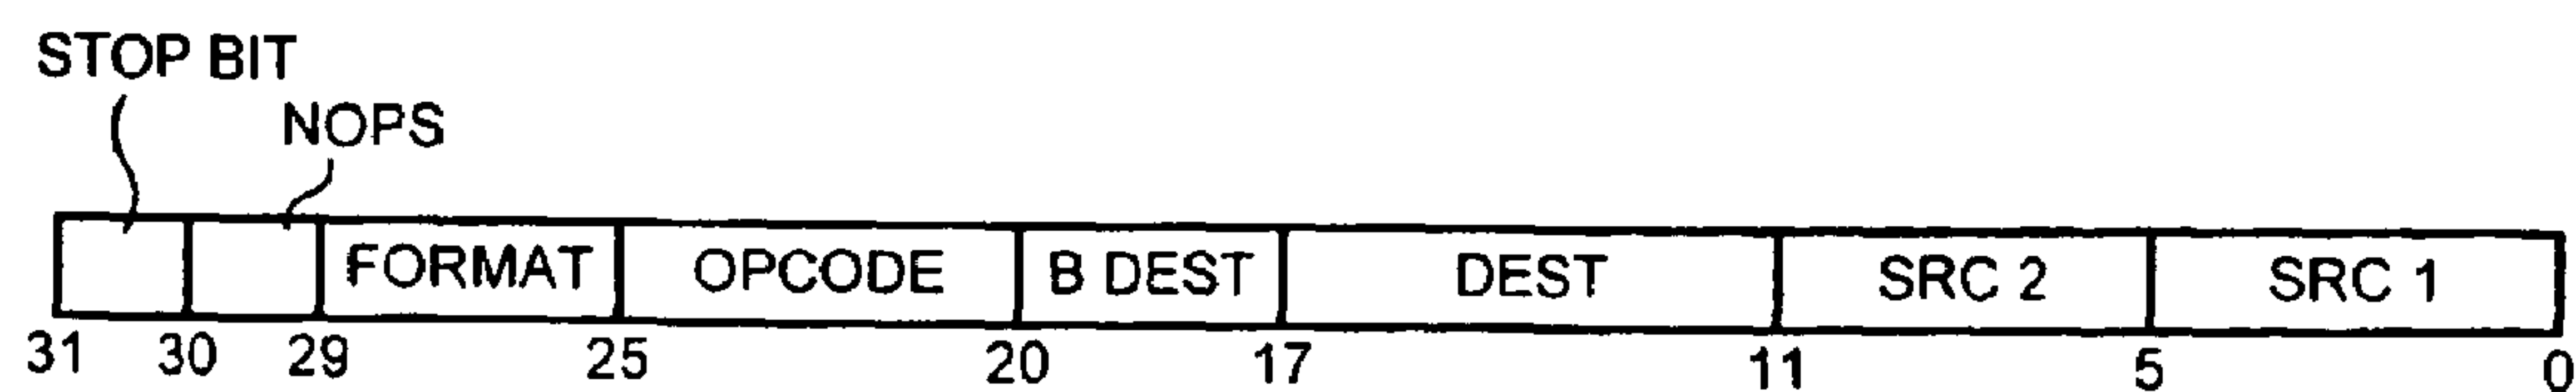 STOP BIT
NOPS
FORMAT OPCODE B DEST DEST SRC 2 SRC 1
31 30 29 25 20 17 11 5 0